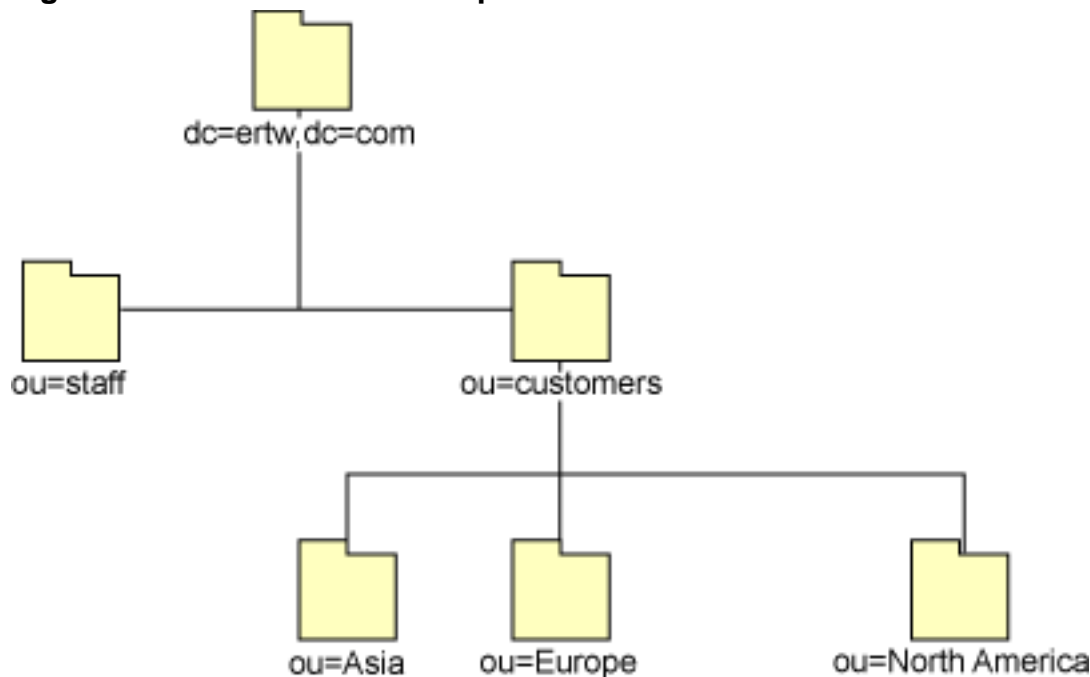 dc=ertw,dc=com
ou=staff
ou=customers
ou=Asia
ou=Europe
ou=North America